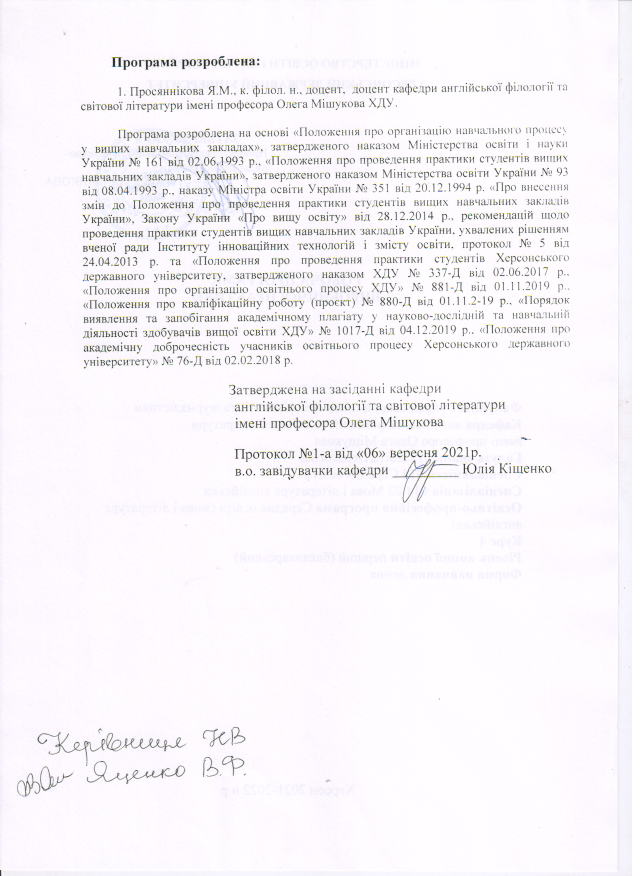 Програма розроблена:
1. Просяннікова Я.М., к. філол. н., доцент, доцент кафедри англійської філології та
світової літератури імені професора Олега Мішукова ХДУ.
Програма розроблена на основі «Положення про організацію навчального процесу
у вищих навчальних закладах», затвердженого наказом Міністерства освіти і науки
України № 161 від 02.06.1993 р., «Положення про проведення практики студентів вищих
навчальних закладів України», затвердженого наказом Міністерства освіти України № 93
від 08.04.1993 р., наказу Міністра освіти України № 351 від 20.12.1994 р. «Про внесення
змін до Положення про проведення практики студентів вищих навчальних закладів
України», Закону України «Про вищу освіту» від 28.12.2014 р., рекомендацій щодо
проведення практики студентів вищих навчальних закладів України, ухвалених рішенням
вченої ради Інституту інноваційних технологій і змісту освіти, протокол № 5 від
24.04.2013 р. та «Положення про проведення практики студентів Херсонського
державного університету, затвердженого наказом ХДУ № 337-Д від 02.06.2017 р.,
«Положення про організацію освітнього процесу ХДУ» № 881-Д від 01.11.2019 р.,
«Положення про кваліфікаційну роботу (проєкт) № 880-Д від 01.11.2-19 р., «Порядок
виявлення та запобігання академічному плагіату у науково-дослідній та навчальній
діяльності здобувачів вищої освіти ХДУ» № 1017-Д від 04.12.2019 р., «Положення про
академічну доброчесність учасників освітнього процесу Херсонського державного
університету» № 76-Д від 02.02.2018 р.
Затверджена на засіданні кафедри
англійської філології та світової літератури
імені професора Олега Мішукова
Протокол №1-а від «06» вересня 2021р.
в.о. завідувачки кафедри __________ Юлія Кіщенко
Керівниця НВ
Яценко В.Ф.